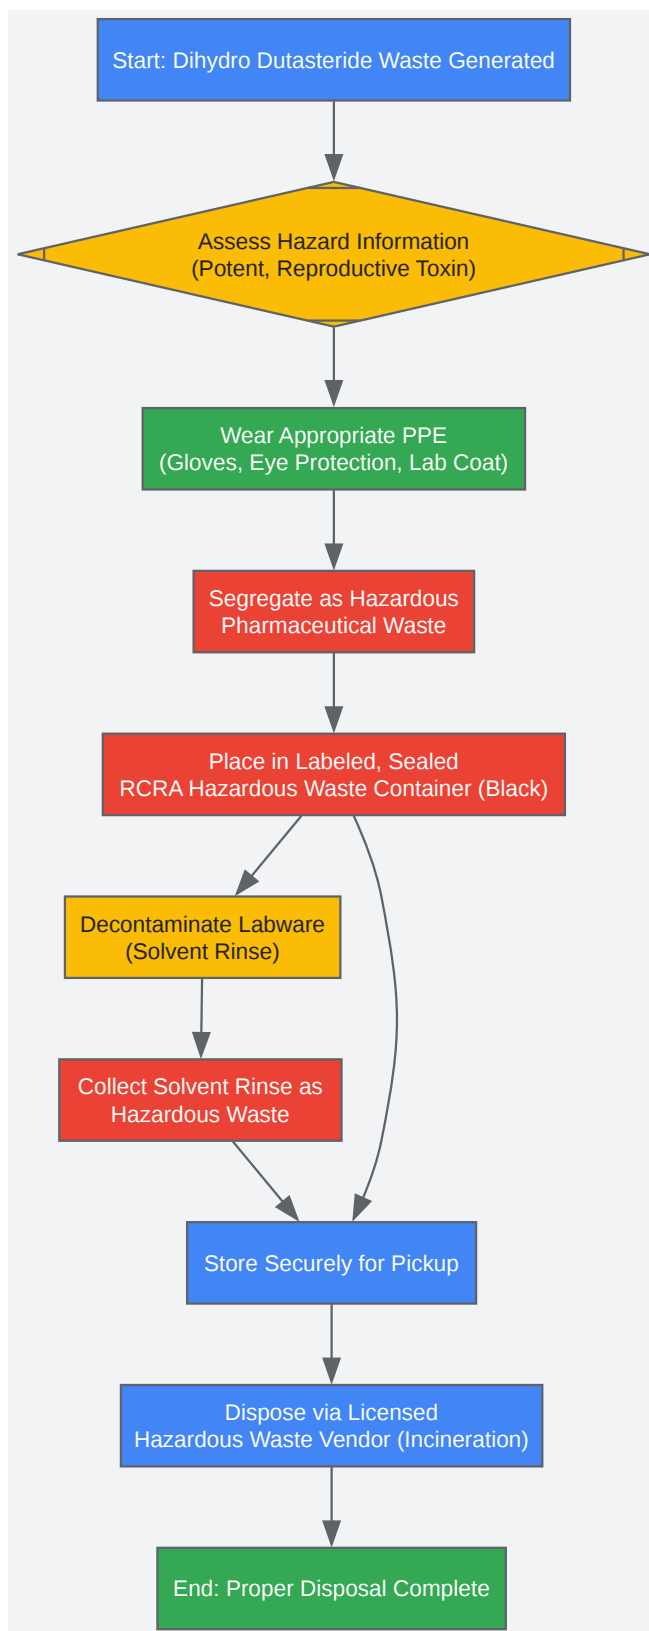 Start: Dihydro Dutasteride Waste Generated
Assess Hazard Information
(Potent, Reproductive Toxin)
Wear Appropriate PPE
(Gloves, Eye Protection, Lab Coat)
Segregate as Hazardous
Pharmaceutical Waste
Place in Labeled, Sealed
RCRA Hazardous Waste Container (Black)
Decontaminate Labware
(Solvent Rinse)
Collect Solvent Rinse as
Hazardous Waste
Store Securely for Pickup
Dispose via Licensed
Hazardous Waste Vendor (Incineration)
End: Proper Disposal Complete